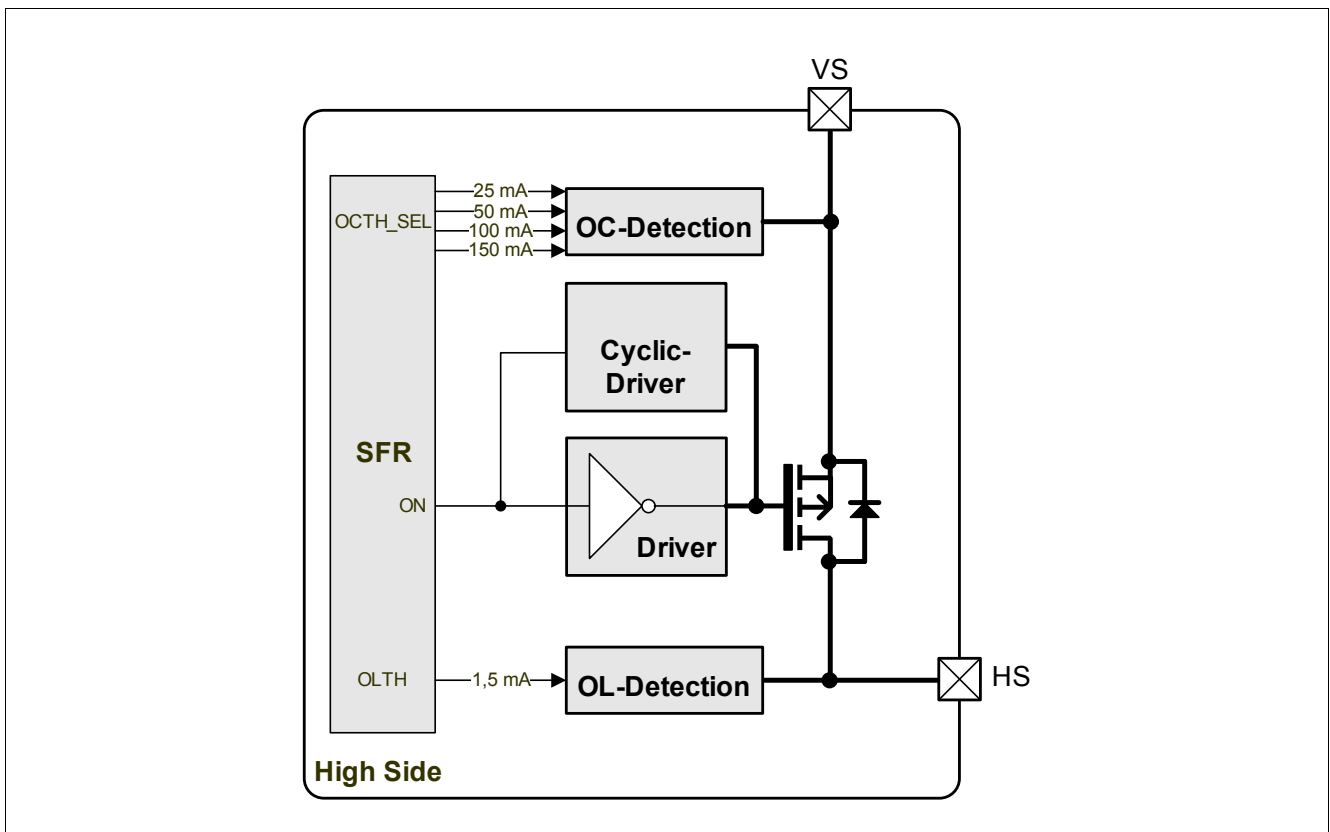 VS
25 mA
OCTH_SEL
50 mA
100 mA
150 mA
OC-Detection
Cyclic-
Driver
SFR
ON
Driver
OLTH
1,5 mA
OL-Detection
HS
High Side